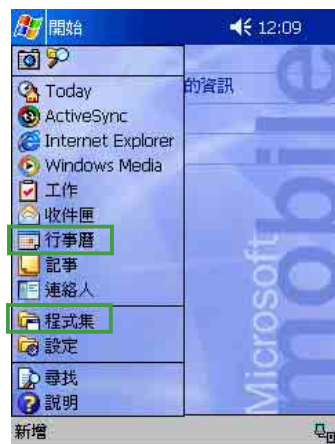 開始 12:09
的資訊
Today
ActiveSync
Internet Explorer
Windows Media
工作
收件匣
行事曆
記事
連絡人
程式集
設定
尋找
說明
Microsoft
mobile
新增